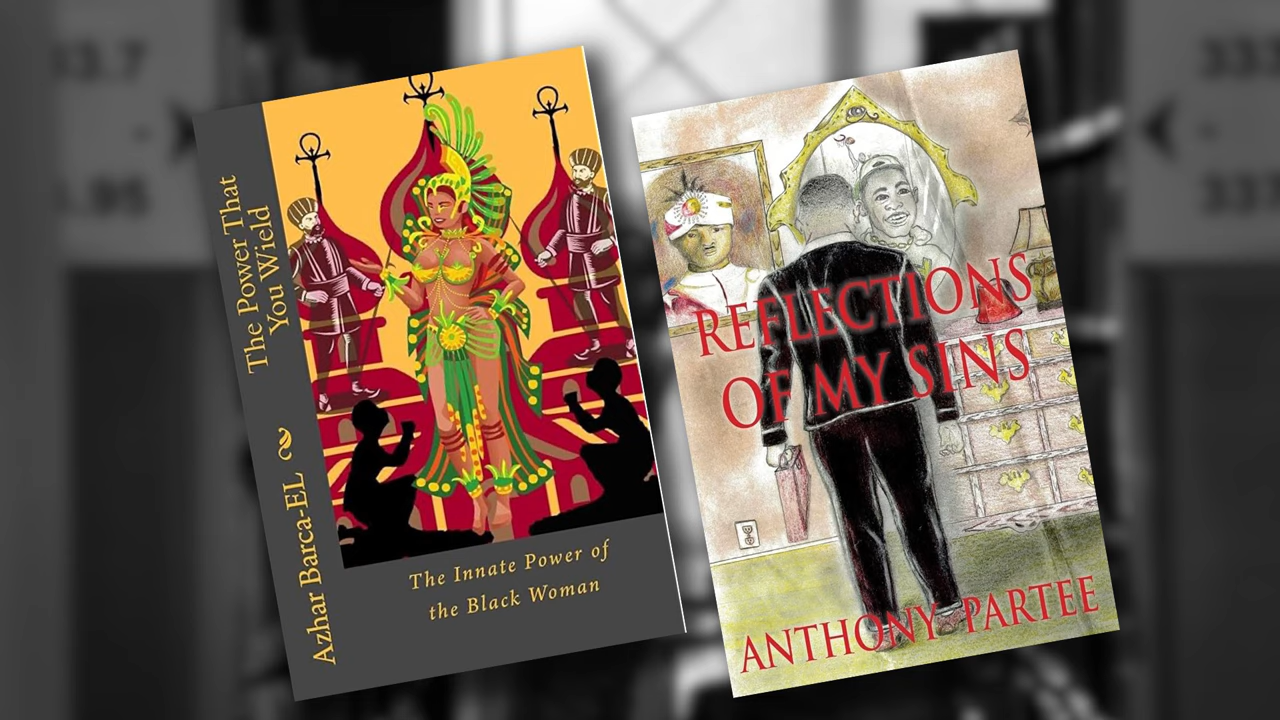 The Power That
You Wield
Azhar Barca-EL
The Innate Power of
the Black Woman
REFLECTIONS
OF MY SINS
ANTHONY PARTEE